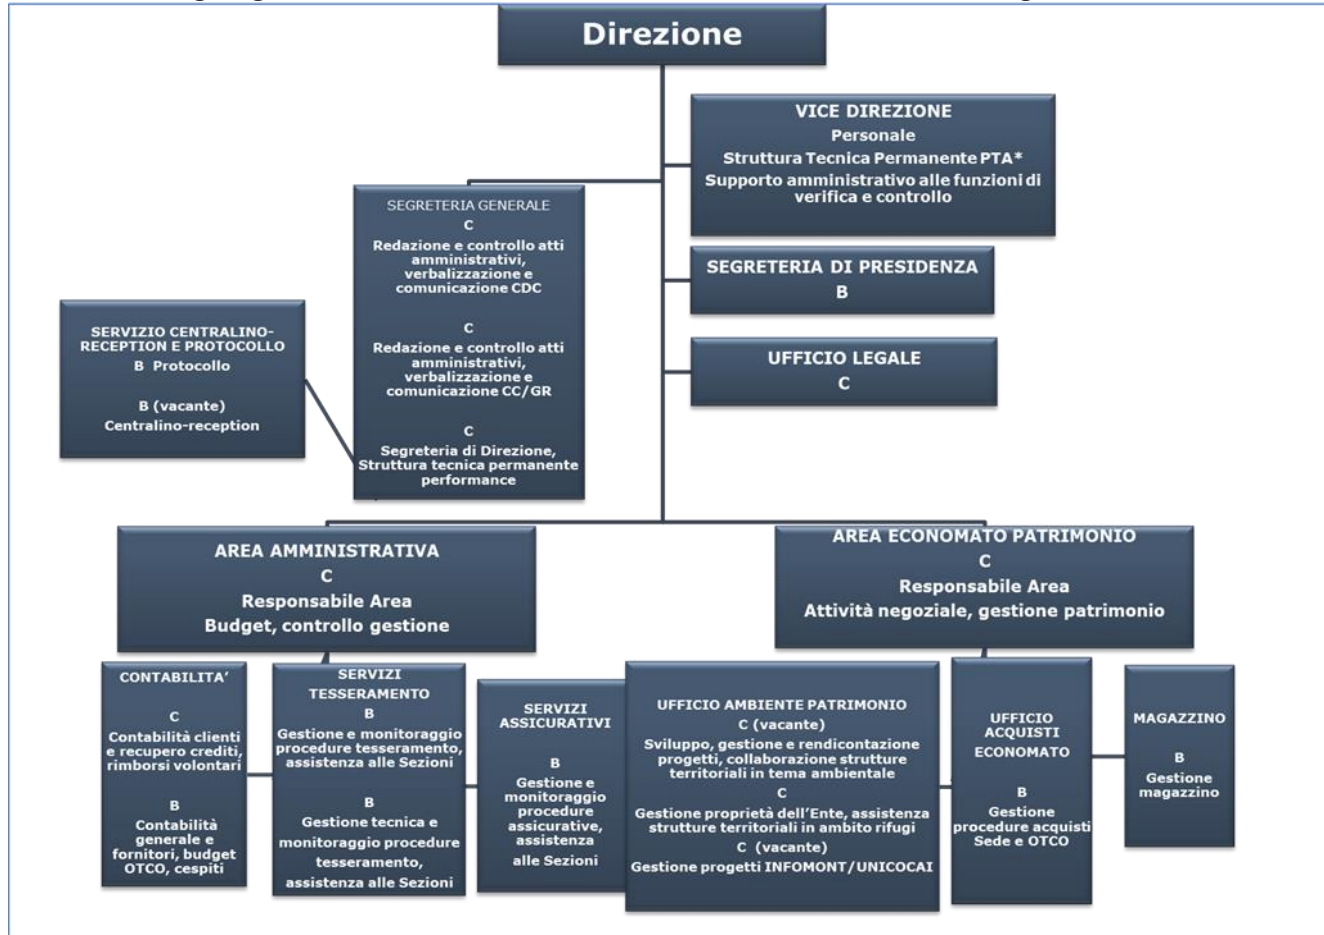 Direzione
VICE DIREZIONE
Personale
Struttura Tecnica Permanente PTA*
Supporto amministrativo alle funzioni di
verifica e controllo
SEGRETERIA GENERALE
C
Redazione e controllo atti
amministrativi,
verbalizzazione e
comunicazione CDC
C
Redazione e controllo atti
amministrativi,
verbalizzazione e
comunicazione CC/GR
C
Segreteria di Direzione,
Struttura tecnica permanente
performance
SEGRETERIA DI PRESIDENZA
B
UFFICIO LEGALE
C
SERVIZIO CENTRALINO-
RECEPTION E PROTOCOLLO
B Protocollo
B (vacante)
Centralino-reception
AREA AMMINISTRATIVA
C
Responsabile Area
Budget, controllo gestione
AREA ECONOMATO PATRIMONIO
C
Responsabile Area
Attività negoziale, gestione patrimonio
CONTABILITA'
C
Contabilità clienti
e recupero crediti,
rimborsi volontari
B
Contabilità
generale e
fornitori, budget
OTCO, cespiti
SERVIZI
TESSERAMENTO
B
Gestione e monitoraggio
procedure tesseramento,
assistenza alle Sezioni
B
Gestione tecnica e
monitoraggio procedure
tesseramento,
assistenza alle Sezioni
SERVIZI
ASSICURATIVI
B
Gestione e
monitoraggio
procedure
assicurative,
assistenza
alle Sezioni
UFFICIO AMBIENTE PATRIMONIO
C (vacante)
Sviluppo, gestione e rendicontazione
progetti, collaborazione strutture
territoriali in tema ambientale
C
Gestione proprietà dell'Ente, assistenza
strutture territoriali in ambito rifugi
C (vacante)
Gestione progetti INFOMONT/UNICOCAI
UFFICIO
ACQUISTI
ECONOMATO
B
Gestione
procedure acquisti
Sede e OTCO
MAGAZZINO
B
Gestione
magazzino